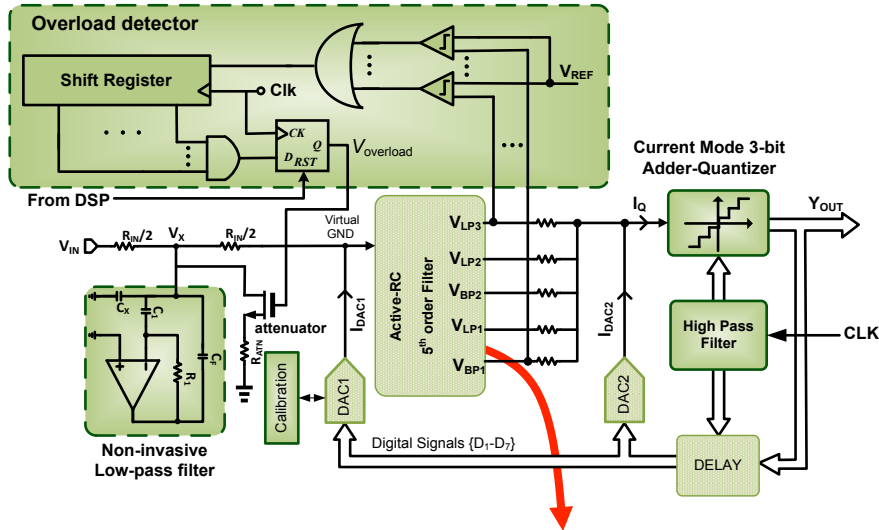 Overload detector
Shift Register
Clk
V_REF
CK
Q
D
RST
V_overload
From DSP
Current Mode 3-bit
Adder-Quantizer
V_IN
R_IN/2
V_X
R_IN/2
Virtual
GND
I_Q
Y_OUT
C_X
C_1
C_F
R_1
+
-
attenuator
R_ATN
I_DAC1
Active-RC
5th order Filter
V_LP3
V_LP2
V_BP2
V_LP1
V_BP1
I_DAC2
High Pass
Filter
CLK
Calibration
DAC1
DAC2
Non-invasive
Low-pass filter
Digital Signals {D1-D7}
DELAY